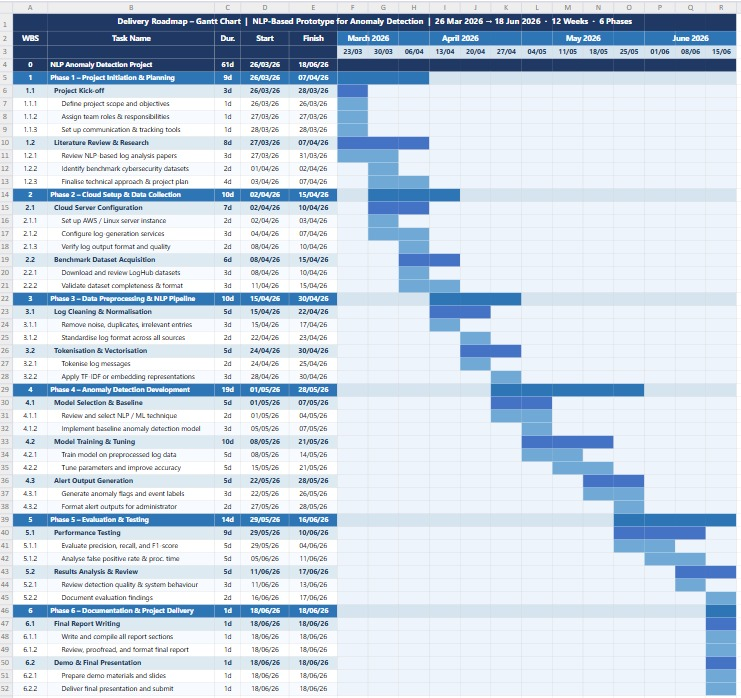 A B C D E F G H I J K L M N O P Q R
1 Delivery Roadmap – Gantt Chart | NLP-Based Prototype for Anomaly Detection | 26 Mar 2026 → 18 Jun 2026 · 12 Weeks · 6 Phases
2 WBS Task Name Dur. Start Finish March 2026 April 2026 May 2026 June 2026
3 23/03 30/03 06/04 13/04 20/04 27/04 04/05 11/05 18/05 25/05 01/06 08/06 15/06
4 0 NLP Anomaly Detection Project 61d 26/03/26 18/06/26
5 1 Phase 1 – Project Initiation & Planning 9d 26/03/26 07/04/26
6 1.1 Project Kick-off 3d 26/03/26 28/03/26
7 1.1.1 Define project scope and objectives 1d 26/03/26 26/03/26
8 1.1.2 Assign team roles & responsibilities 1d 27/03/26 27/03/26
9 1.1.3 Set up communication & tracking tools 1d 28/03/26 28/03/26
10 1.2 Literature Review & Research 8d 27/03/26 07/04/26
11 1.2.1 Review NLP-based log analysis papers 3d 27/03/26 31/03/26
12 1.2.2 Identify benchmark cybersecurity datasets 2d 01/04/26 02/04/26
13 1.2.3 Finalise technical approach & project plan 4d 03/04/26 07/04/26
14 2 Phase 2 – Cloud Setup & Data Collection 10d 02/04/26 15/04/26
15 2.1 Cloud Server Configuration 7d 02/04/26 10/04/26
16 2.1.1 Set up AWS / Linux server instance 2d 02/04/26 03/04/26
17 2.1.2 Configure log-generation services 3d 04/04/26 07/04/26
18 2.1.3 Verify log output format and quality 2d 08/04/26 10/04/26
19 2.2 Benchmark Dataset Acquisition 6d 08/04/26 15/04/26
20 2.2.1 Download and review LogHub datasets 3d 08/04/26 10/04/26
21 2.2.2 Validate dataset completeness & format 3d 11/04/26 15/04/26
22 3 Phase 3 – Data Preprocessing & NLP Pipeline 10d 15/04/26 30/04/26
23 3.1 Log Cleaning & Normalisation 5d 15/04/26 22/04/26
24 3.1.1 Remove noise, duplicates, irrelevant entries 3d 15/04/26 17/04/26
25 3.1.2 Standardise log format across all sources 2d 22/04/26 23/04/26
26 3.2 Tokenisation & Vectorisation 5d 24/04/26 30/04/26
27 3.2.1 Tokenise log messages 2d 24/04/26 25/04/26
28 3.2.2 Apply TF-IDF or embedding representations 3d 28/04/26 30/04/26
29 4 Phase 4 – Anomaly Detection Development 19d 01/05/26 28/05/26
30 4.1 Model Selection & Baseline 5d 01/05/26 07/05/26
31 4.1.1 Review and select NLP / ML technique 2d 01/05/26 04/05/26
32 4.1.2 Implement baseline anomaly detection model 3d 05/05/26 07/05/26
33 4.2 Model Training & Tuning 10d 08/05/26 21/05/26
34 4.2.1 Train model on preprocessed log data 5d 08/05/26 14/05/26
35 4.2.2 Tune parameters and improve accuracy 5d 15/05/26 21/05/26
36 4.3 Alert Output Generation 5d 22/05/26 28/05/26
37 4.3.1 Generate anomaly flags and event labels 3d 22/05/26 26/05/26
38 4.3.2 Format alert outputs for administrator 2d 27/05/26 28/05/26
39 5 Phase 5 – Evaluation & Testing 14d 29/05/26 16/06/26
40 5.1 Performance Testing 9d 29/05/26 10/06/26
41 5.1.1 Evaluate precision, recall, and F1-score 5d 29/05/26 04/06/26
42 5.1.2 Analyse false positive rate & proc. time 5d 05/06/26 11/06/26
43 5.2 Results Analysis & Review 5d 11/06/26 17/06/26
44 5.2.1 Review detection quality & system behaviour 3d 11/06/26 13/06/26
45 5.2.2 Document evaluation findings 2d 16/06/26 17/06/26
46 6 Phase 6 – Documentation & Project Delivery 1d 18/06/26 18/06/26
47 6.1 Final Report Writing 1d 18/06/26 18/06/26
48 6.1.1 Write and compile all report sections 1d 18/06/26 18/06/26
49 6.1.2 Review, proofread, and format final report 1d 18/06/26 18/06/26
50 6.2 Demo & Final Presentation 1d 18/06/26 18/06/26
51 6.2.1 Prepare demo materials and slides 1d 18/06/26 18/06/26
52 6.2.2 Deliver final presentation and submit 1d 18/06/26 18/06/26